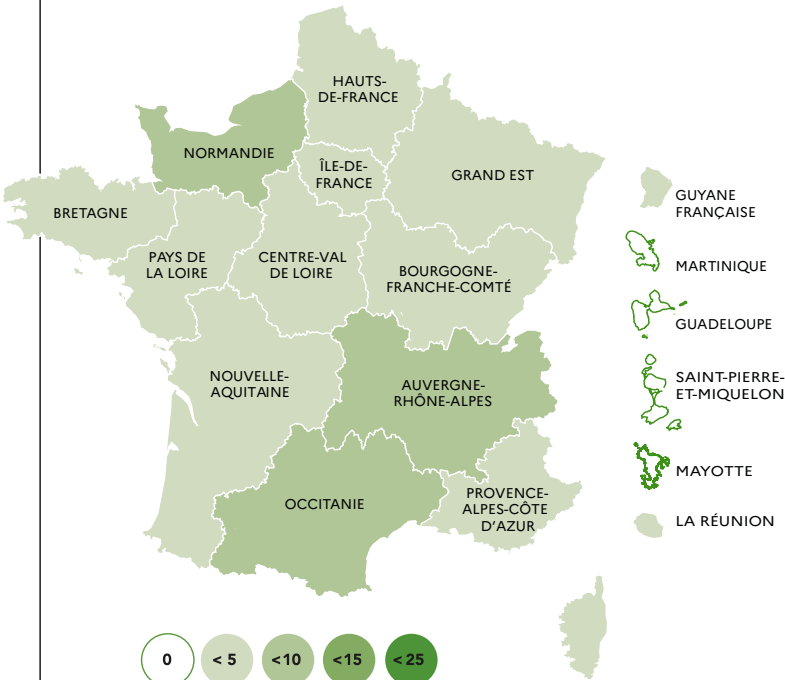 HAUTS-
DE-FRANCE
NORMANDIE
ÎLE-DE-
FRANCE
GRAND EST
BRETAGNE
PAYS DE
LA LOIRE
CENTRE-VAL
DE LOIRE
BOURGOGNE-
FRANCHE-COMTÉ
NOUVELLE-
AQUITAINE
AUVERGNE-
RHÔNE-ALPES
OCCITANIE
PROVENCE-
ALPES-CÔTE
D'AZUR
GUYANE
FRANÇAISE
MARTINIQUE
GUADELOUPE
SAINT-PIERRE-
ET-MIQUELON
MAYOTTE
LA RÉUNION
0 < 5 <10 <15 < 25